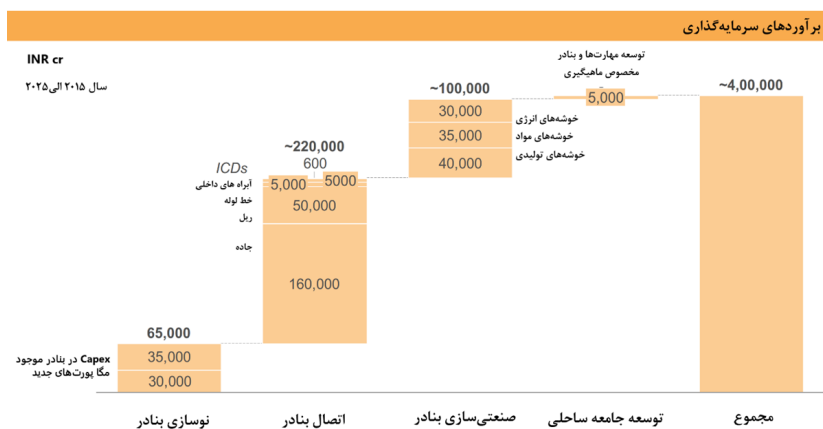 برآوردهای سرمایه‌گذاری
INR cr
سال ۲۰۱۵ الی ۲۰۲۵
65,000
35,000
30,000
Capex در بنادر موجود
مگا پورت‌های جدید
~220,000
600
5,000
5000
50,000
160,000
ICDs
آبراه های داخلی
خط لوله
ریل
جاده
~100,000
30,000
35,000
40,000
خوشه‌های انرژی
خوشه‌های مواد
خوشه‌های تولیدی
توسعه مهارت‌ها و بنادر
مخصوص ماهیگیری
5,000
~4,00,000
نوسازی بنادر
اتصال بنادر
صنعتی‌سازی بنادر
توسعه جامعه ساحلی
مجموع